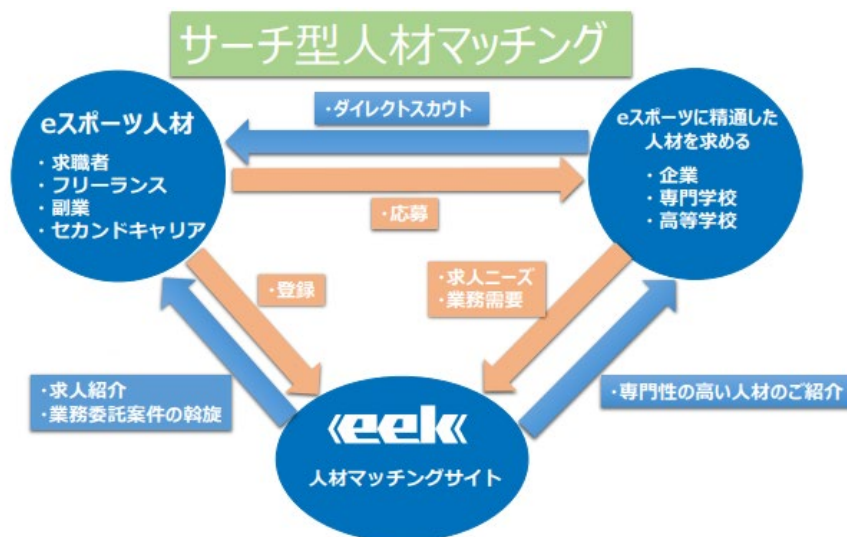 サーチ型人材マッチング
eスポーツ人材
・求職者
・フリーランス
・副業
・セカンドキャリア
・ダイレクトスカウト
eスポーツに精通した
人材を求める
・企業
・専門学校
・高等学校
・応募
・登録
・求人ニーズ
・業務需要
・求人紹介
・業務委託案件の斡旋
・専門性の高い人材のご紹介
eek
人材マッチングサイト